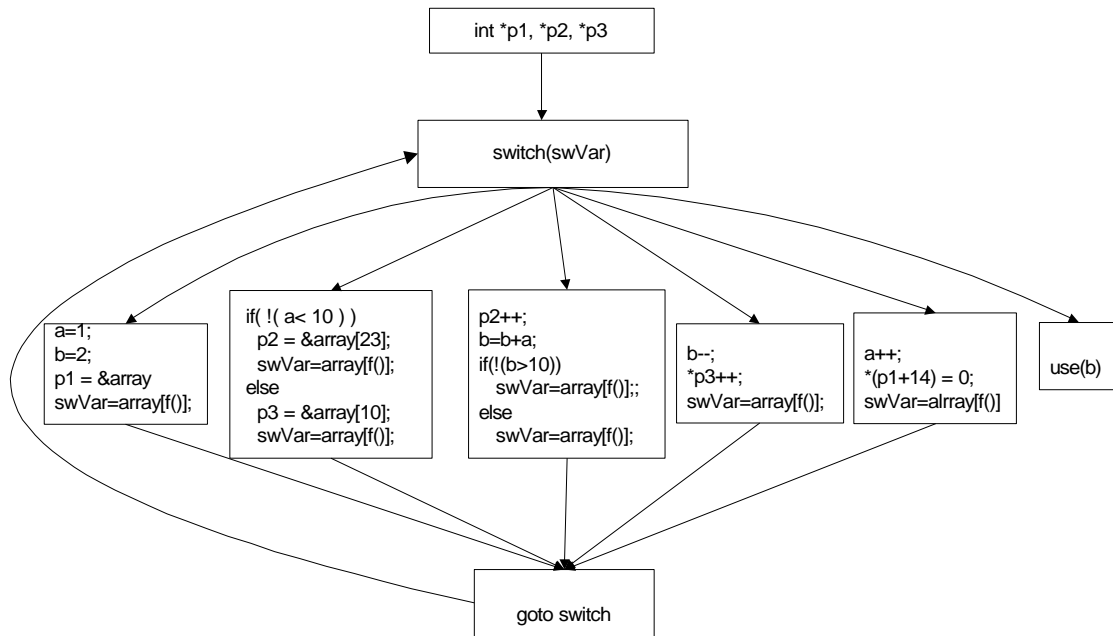 int *p1, *p2, *p3
switch(swVar)
a=1;
b=2;
p1 = &array
swVar=array[f()];
if( !( a< 10 ) )
p2 = &array[23];
swVar=array[f()];
else
p3 = &array[10];
swVar=array[f()];
p2++;
b=b+a;
if(!(b>10))
swVar=array[f()];;
else
swVar=array[f()];
b--;
*p3++;
swVar=array[f()];
a++;
*(p1+14) = 0;
swVar=alrray[f()]
use(b)
goto switch